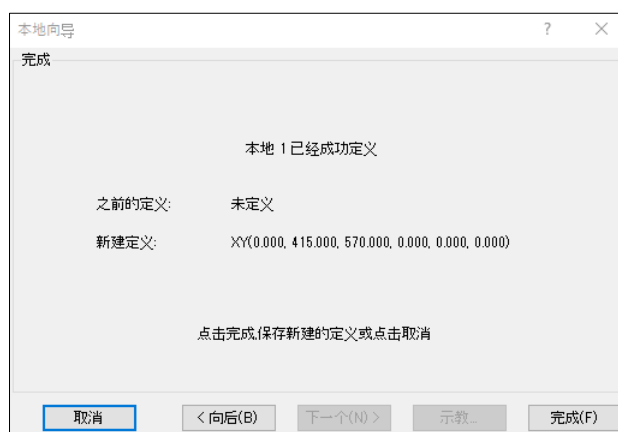 本地向导
?
完成
本地 1 已经成功定义
之前的定义: 未定义
新建定义: XY(0.000, 415.000, 570.000, 0.000, 0.000, 0.000)
点击完成,保存新建的定义或点击取消
取消 < 向后(B) 下一个(N) > 示教... 完成(F)